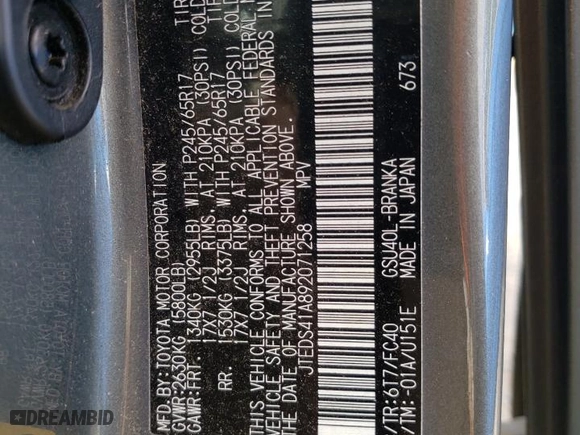 MFD.BY:TOYOTA MOTOR CORPORATION
GVWR:2630KG (5800LB)
GAWR:FRT. 1340KG (2955LB) WITH P245/65R17
17X7 1/2J RIMS, AT 210KPA (30PSI) COLD
RR. 1530KG (3375LB) WITH P245/65R17
17X7 1/2J RIMS, AT 210KPA (30PSI) COLD
THIS VEHICLE CONFORMS TO ALL APPLICABLE FEDERAL
VEHICLE SAFETY AND THEFT PREVENTION STANDARDS IN
THE DATE OF MANUFACTURE SHOWN ABOVE.
JTEDS41A892071258 MPV
/TR:6T7/FC40 GSU40L-BRANKA 6731
/TM:-01A/U151E MADE IN JAPAN
DREAMBID